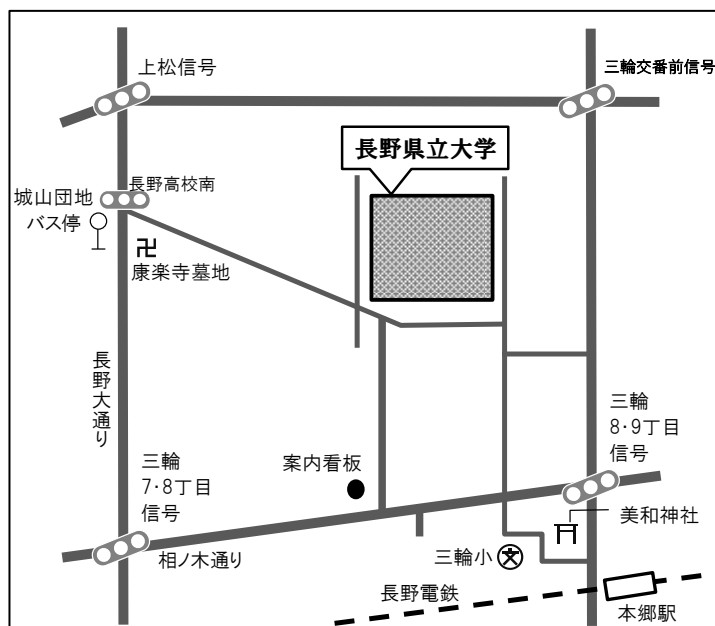 上松信号
三輪交番前信号
長野県立大学
長野高校南
城山団地
バス停
康楽寺墓地
長野大通り
三輪
8・9丁目
信号
三輪
7・8丁目
信号
案内看板
美和神社
相ノ木通り
三輪小
長野電鉄
本郷駅